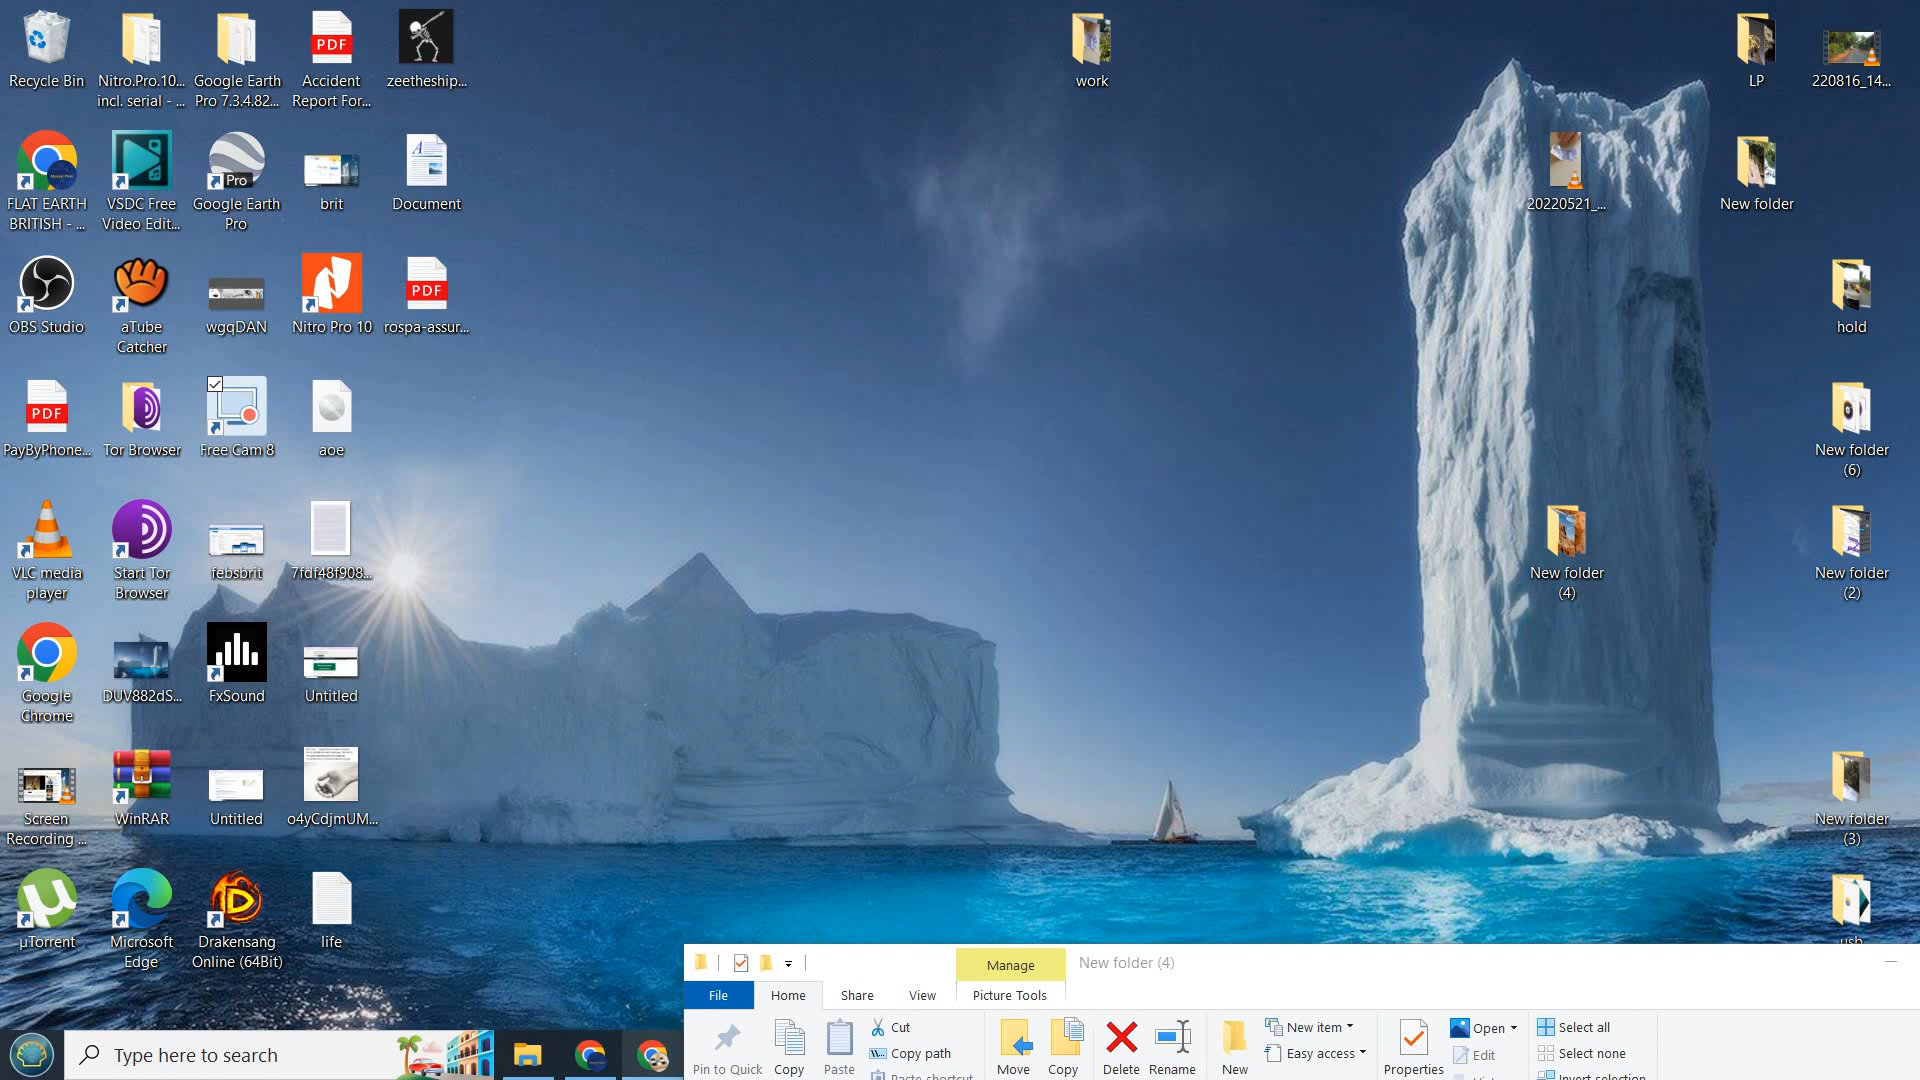 Recycle Bin
Nitro.Pro.10...
incl. serial - ...
Google Earth
Pro 7.3.4.82...
PDF
Accident
Report For...
zeetheship...
work
LP
220816_14...
FLAT EARTH
BRITISH - ...
VSDC Free
Video Edit...
Pro
Google Earth
Pro
brit
Document
20220521_...
New folder
OBS Studio
aTube
Catcher
wgqDAN
Nitro Pro 10
PDF
rospa-assur...
hold
PDF
PayByPhone...
Tor Browser
Free Cam 8
aoe
New folder
(6)
VLC media
player
Start Tor
Browser
febsbrit
7fdf48f908...
New folder
(4)
New folder
(2)
Google
Chrome
DUV882dS...
FxSound
Untitled
Screen
Recording ...
WinRAR
Untitled
o4yCdjmUM...
New folder
(3)
µTorrent
Microsoft
Edge
Drakensang
Online (64Bit)
life
usb
Manage
New folder (4)
File
Home
Share
View
Picture Tools
Pin to Quick
Copy
Paste
Cut
Copy path
Paste shortcut
Move
Copy
Delete
Rename
New
New item
Easy access
Properties
Open
Edit
Select all
Select none
Invert selection
Type here to search